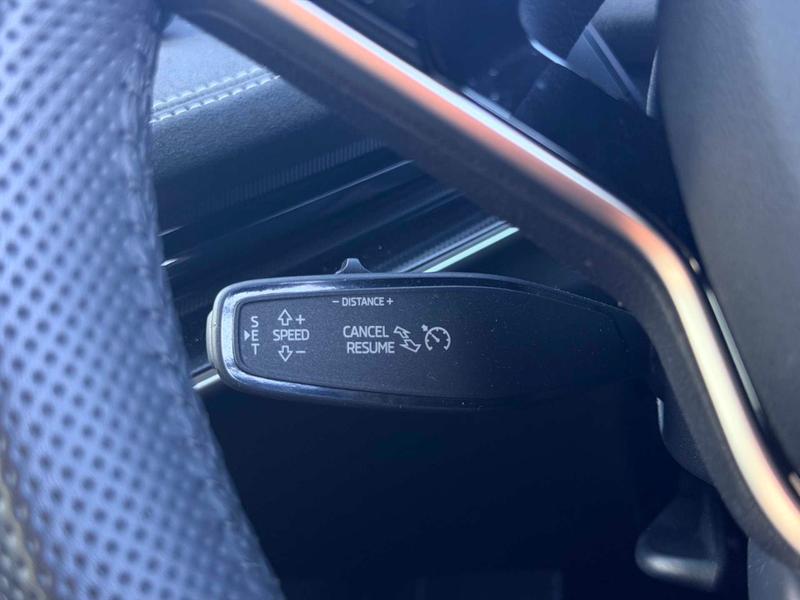 - DISTANCE +
SET
+
SPEED
-
CANCEL
RESUME